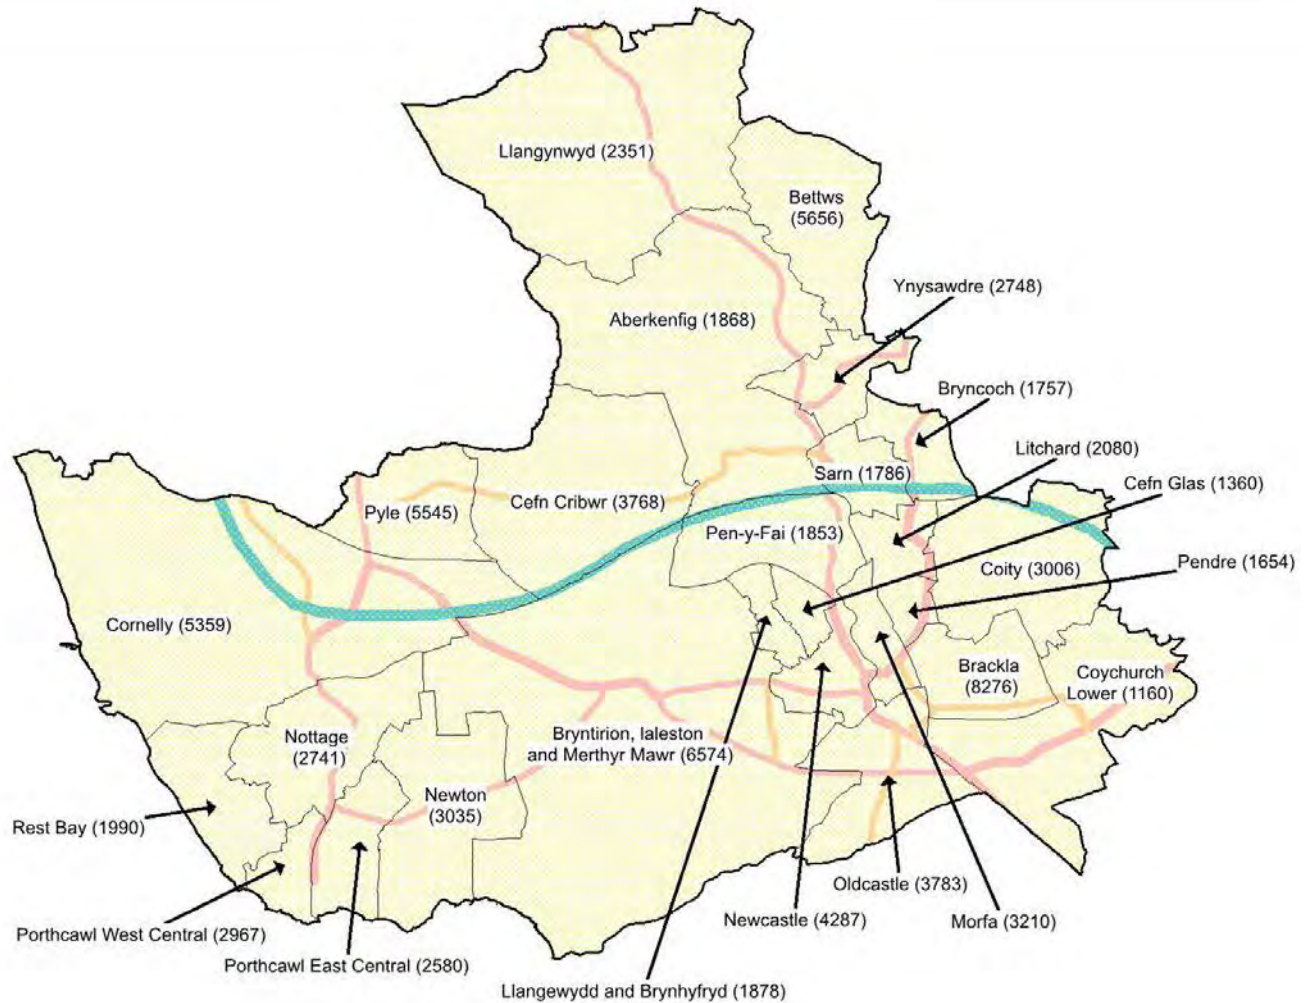 Llangynwyd (2351)
Bettws
(5656)
Ynysawdre (2748)
Aberkenfig (1868)
Bryncoch (1757)
Litchard (2080)
Sarn (1786)
Cefn Glas (1360)
Cefn Cribwr (3768)
Pyle (5545)
Pen-y-Fai (1853)
Pendre (1654)
Coity (3006)
Cornelly (5359)
Brackla
(8276)
Coychurch
Lower (1160)
Nottage
(2741)
Bryntirion, laleston
and Merthyr Mawr (6574)
Newton
(3035)
Rest Bay (1990)
Oldcastle (3783)
Newcastle (4287)
Morfa (3210)
Porthcawl West Central (2967)
Porthcawl East Central (2580)
Llangewydd and Brynhyfryd (1878)